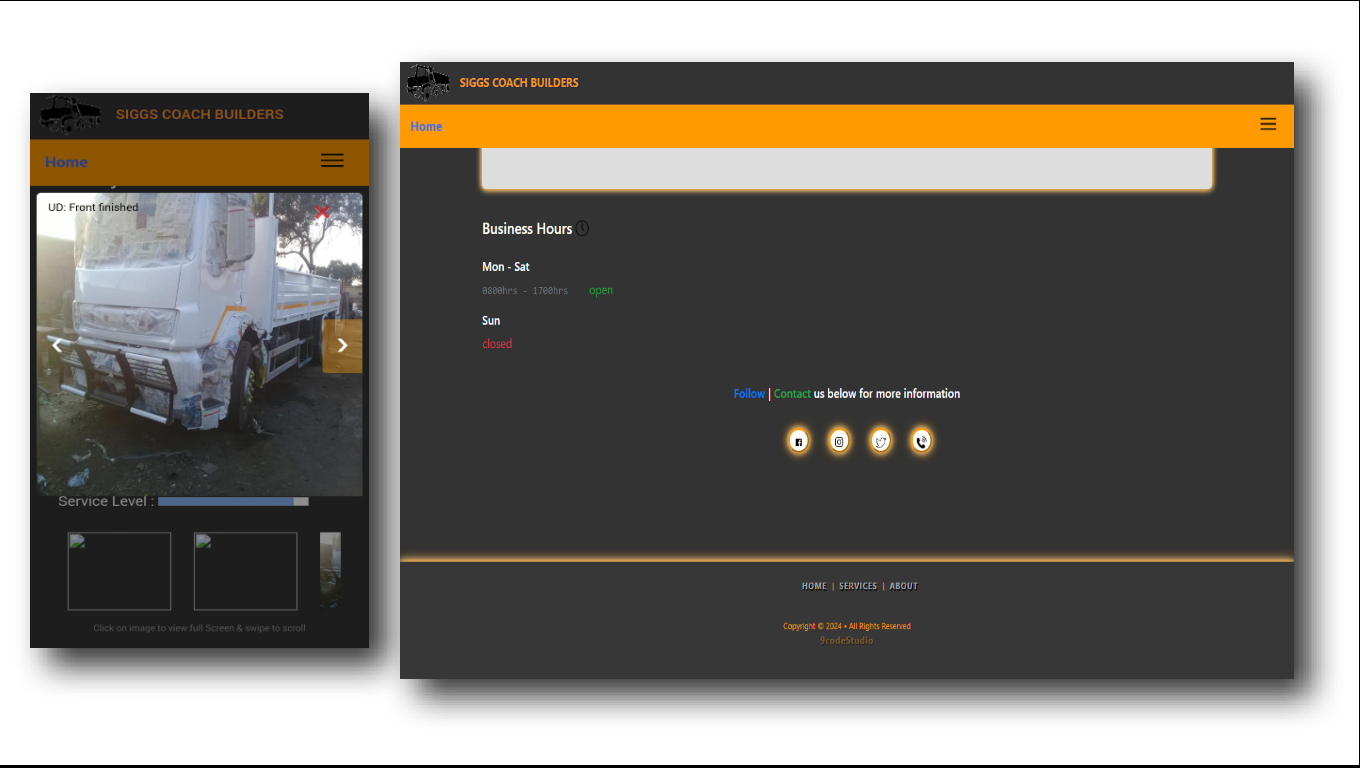 SIGGS COACH BUILDERS
Home
UD: Front finished
Service Level :
Click on image to view full Screen & swipe to scroll
SIGGS COACH BUILDERS
Home
Business Hours
Mon - Sat
0800hrs - 1700hrs open
Sun
closed
Follow | Contact us below for more information
HOME | SERVICES | ABOUT
Copyright © 2024 • All Rights Reserved
9codeStudio